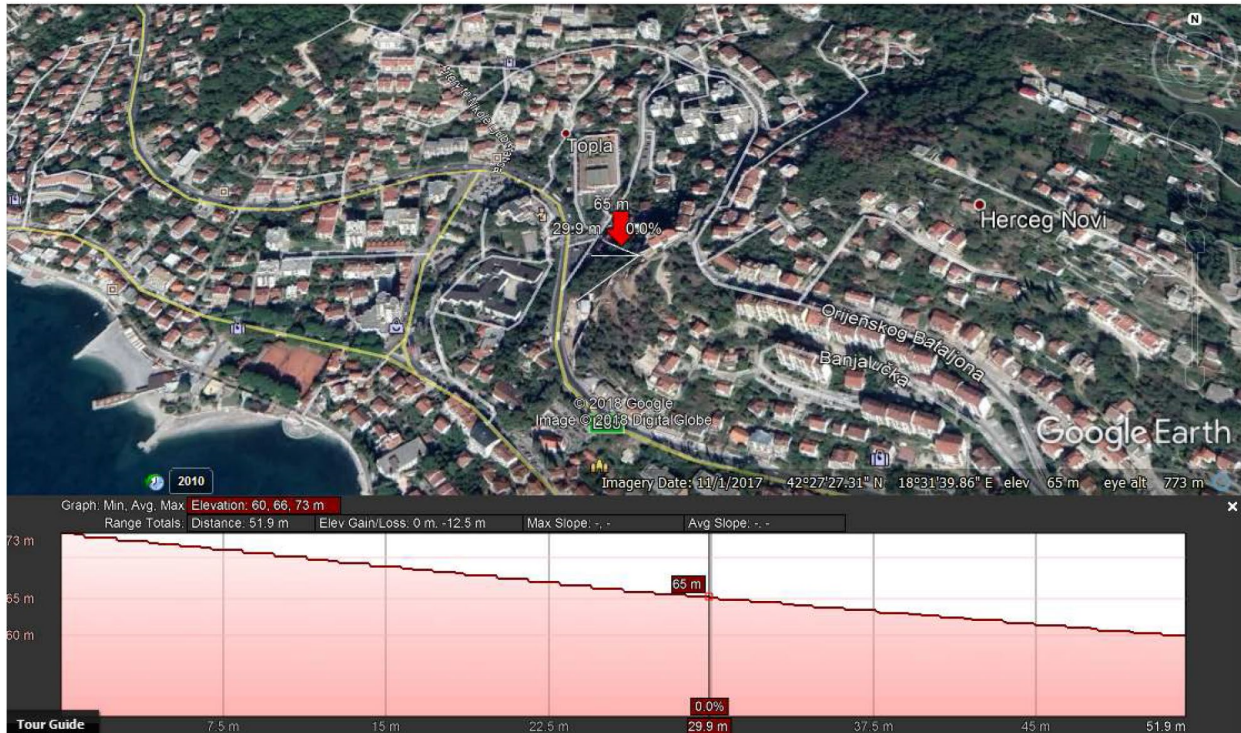 N
Topla
65 m
29.9 m
0.0%
Herceg Novi
Orijenskog Bataljona
Banjalučka
© 2018 Google
Image © 2018 DigitalGlobe
Google Earth
2010
Imagery Date: 11/1/2017 42°27'27.31" N 18°31'39.86" E elev 65 m eye alt 773 m
Graph: Min, Avg, Max Elevation: 60, 66, 73 m
Range Totals: Distance: 51.9 m Elev Gain/Loss: 0 m, -12.5 m Max Slope: -, - Avg Slope: -, -
73 m
65 m
65 m
60 m
0.0%
Tour Guide 7.5 m 15 m 22.5 m 29.9 m 37.5 m 45 m 51.9 m